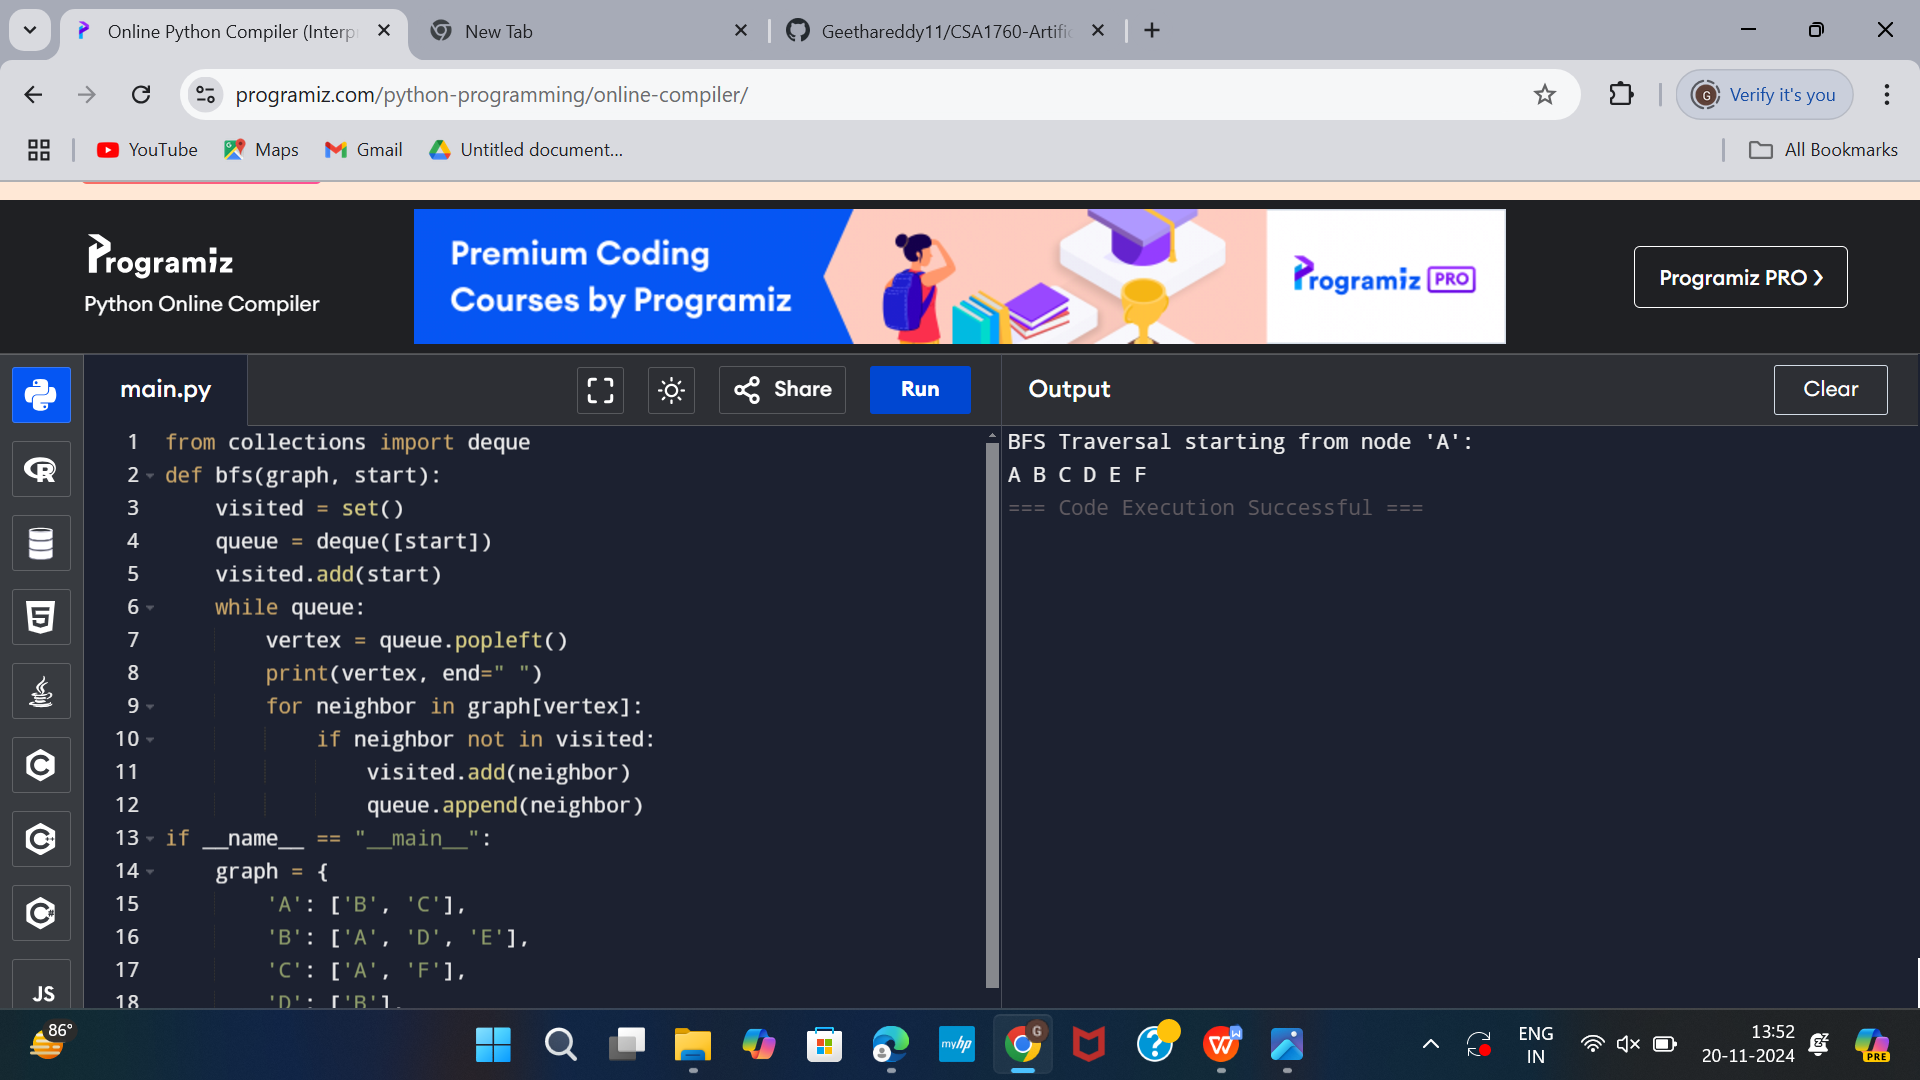 Online Python Compiler (Interp
New Tab
Geethareddy11/CSA1760-Artific
programiz.com/python-programming/online-compiler/
G
Verify it's you
YouTube
Maps
Gmail
Untitled document...
All Bookmarks
Programiz
Python Online Compiler
Premium Coding
Courses by Programiz
Programiz PRO
Programiz PRO ❯
main.py
Share
Run
Output
Clear
1 from collections import deque
2 def bfs(graph, start):
3     visited = set()
4     queue = deque([start])
5     visited.add(start)
6     while queue:
7         vertex = queue.popleft()
8         print(vertex, end=" ")
9         for neighbor in graph[vertex]:
10             if neighbor not in visited:
11                 visited.add(neighbor)
12                 queue.append(neighbor)
13 if __name__ == "__main__":
14     graph = {
15         'A': ['B', 'C'],
16         'B': ['A', 'D', 'E'],
17         'C': ['A', 'F'],
18         'D': ['B'],
BFS Traversal starting from node 'A':
A B C D E F
=== Code Execution Successful ===
R
5
C
C++
C#
JS
86°
myhp
G
W
ENG
IN
13:52
20-11-2024
PRE